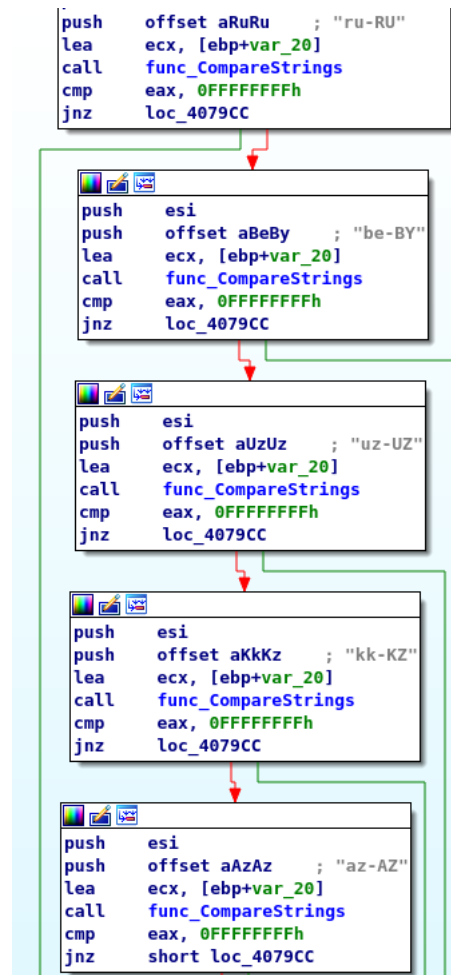 push offset aRuRu ; "ru-RU"
lea ecx, [ebp+var_20]
call func_CompareStrings
cmp eax, 0FFFFFFFFh
jnz loc_4079CC
push esi
push offset aBeBy ; "be-BY"
lea ecx, [ebp+var_20]
call func_CompareStrings
cmp eax, 0FFFFFFFFh
jnz loc_4079CC
push esi
push offset aUzUz ; "uz-UZ"
lea ecx, [ebp+var_20]
call func_CompareStrings
cmp eax, 0FFFFFFFFh
jnz loc_4079CC
push esi
push offset aKkKz ; "kk-KZ"
lea ecx, [ebp+var_20]
call func_CompareStrings
cmp eax, 0FFFFFFFFh
jnz loc_4079CC
push esi
push offset aAzAz ; "az-AZ"
lea ecx, [ebp+var_20]
call func_CompareStrings
cmp eax, 0FFFFFFFFh
jnz short loc_4079CC